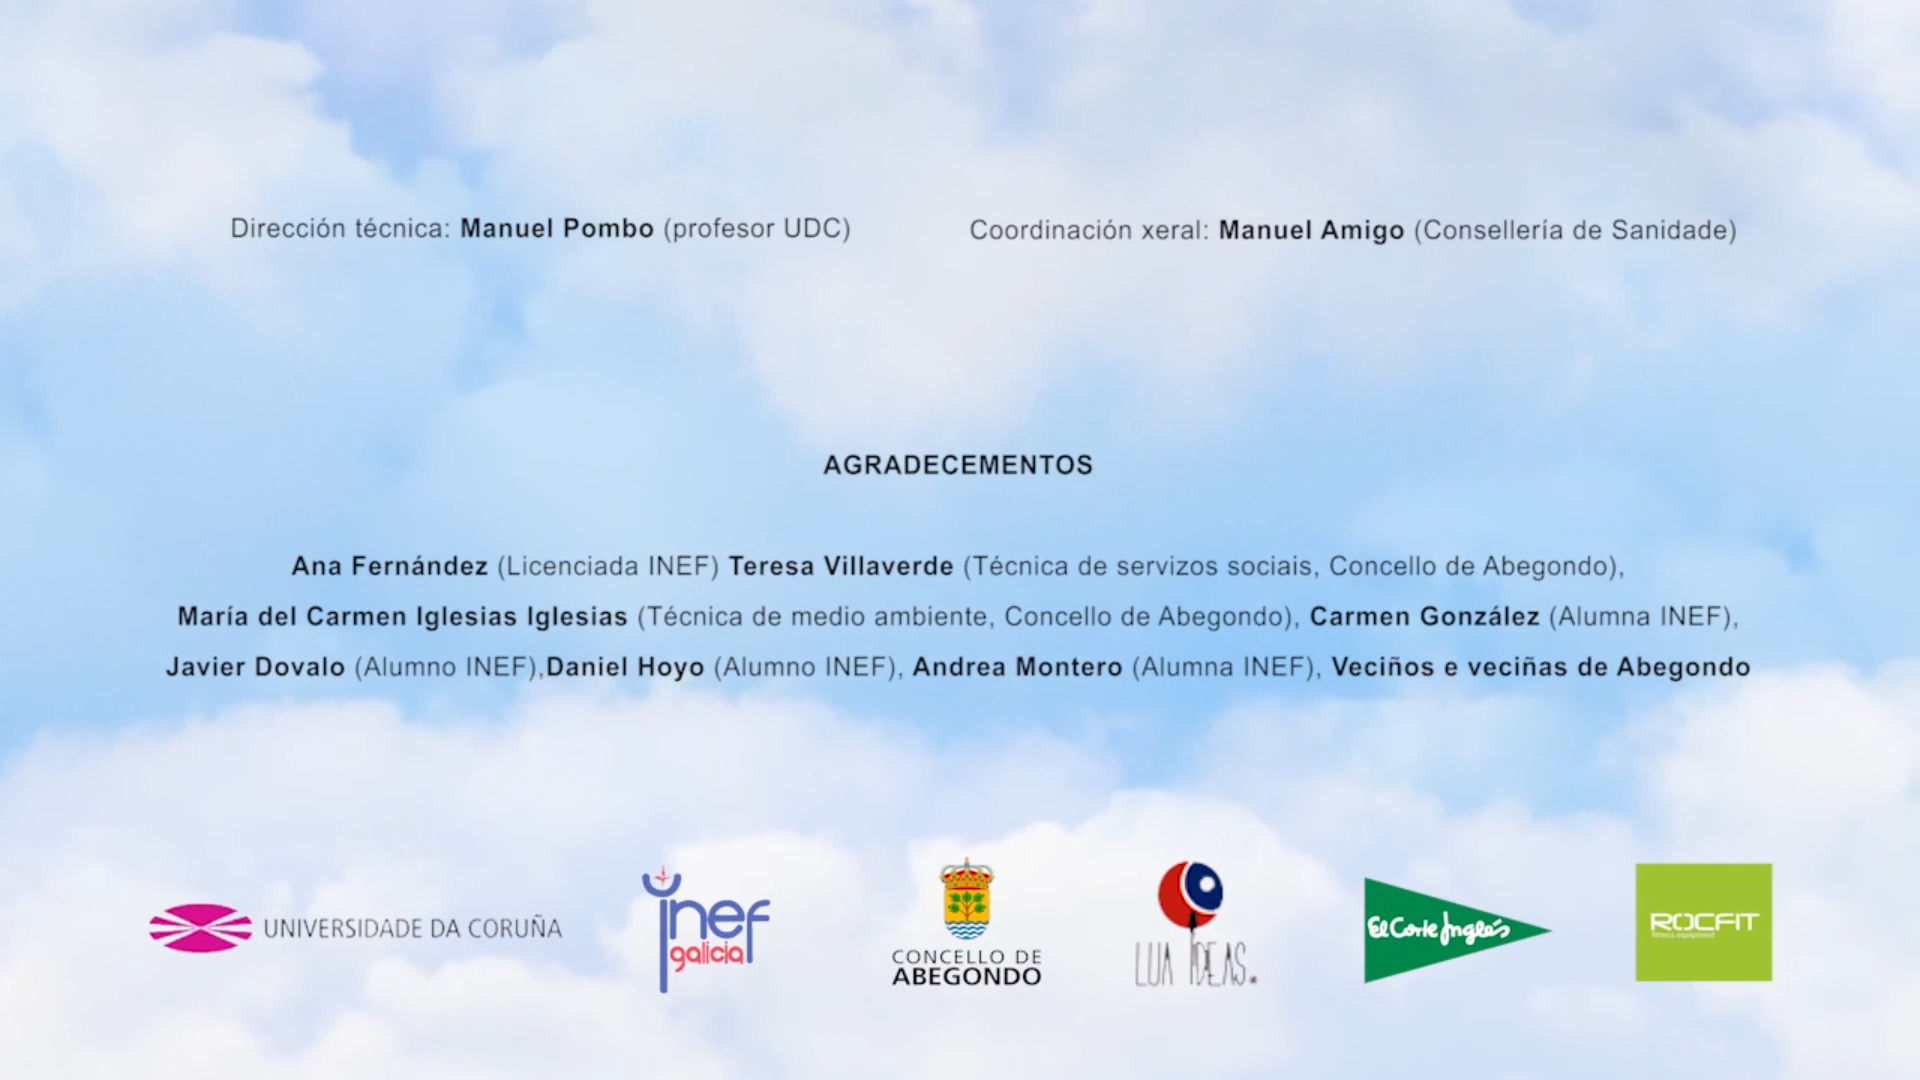 Dirección técnica: Manuel Pombo (profesor UDC)
Coordinación xeral: Manuel Amigo (Consellería de Sanidade)
AGRADECEMENTOS
Ana Fernández (Licenciada INEF) Teresa Villaverde (Técnica de servizos sociais, Concello de Abegondo),
María del Carmen Iglesias Iglesias (Técnica de medio ambiente, Concello de Abegondo), Carmen González (Alumna INEF),
Javier Dovalo (Alumno INEF),Daniel Hoyo (Alumno INEF), Andrea Montero (Alumna INEF), Veciños e veciñas de Abegondo
UNIVERSIDADE DA CORUÑA
inef
galicia
CONCELLO DE
ABEGONDO
LUA IDEAS
El Corte Inglés
ROCFIT
fitness equipment